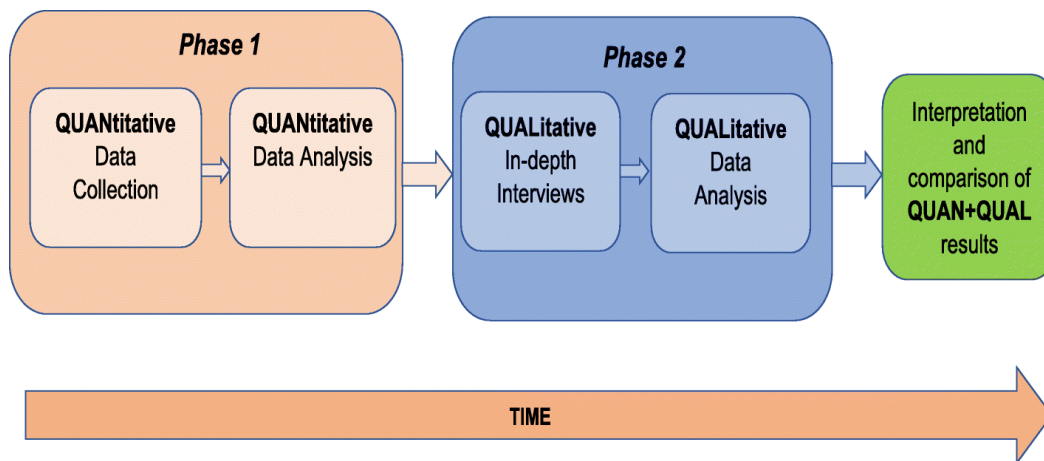 Phase 1
QUANtitative
Data
Collection
QUANtitative
Data Analysis
Phase 2
QUALitative
In-depth
Interviews
QUALitative
Data
Analysis
Interpretation
and
comparison of
QUAN+QUAL
results
TIME